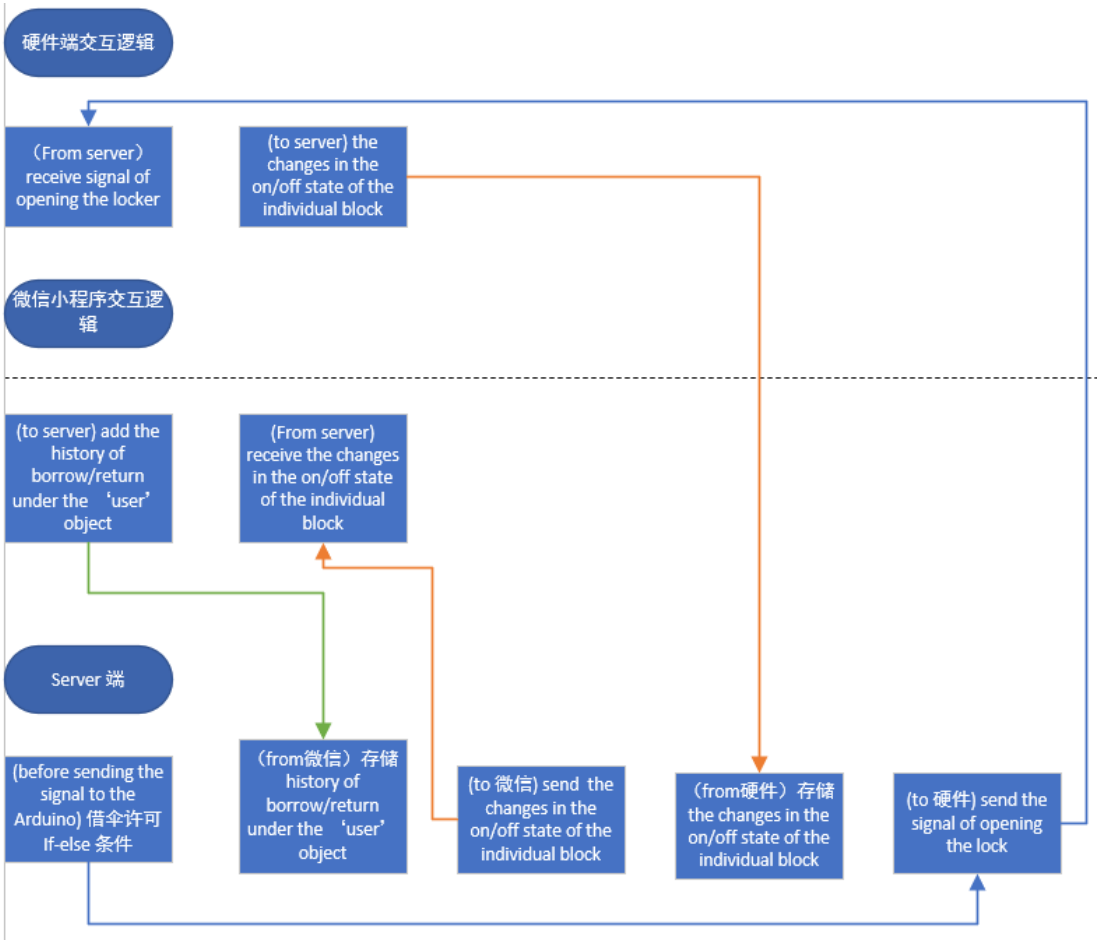 硬件端交互逻辑
（From server）
receive signal of
opening the locker
(to server) the
changes in the
on/off state of the
individual block
微信小程序交互逻
辑
(to server) add the
history of
borrow/return
under the ‘user’
object
(From server)
receive the changes
in the on/off state
of the individual
block
Server 端
(before sending the
signal to the
Arduino) 借伞许可
If-else 条件
（from微信）存储
history of
borrow/return
under the ‘user’
object
(to 微信) send the
changes in the
on/off state of the
individual block
（from硬件）存储
the changes in the
on/off state of the
individual block
(to 硬件) send the
signal of opening
the lock